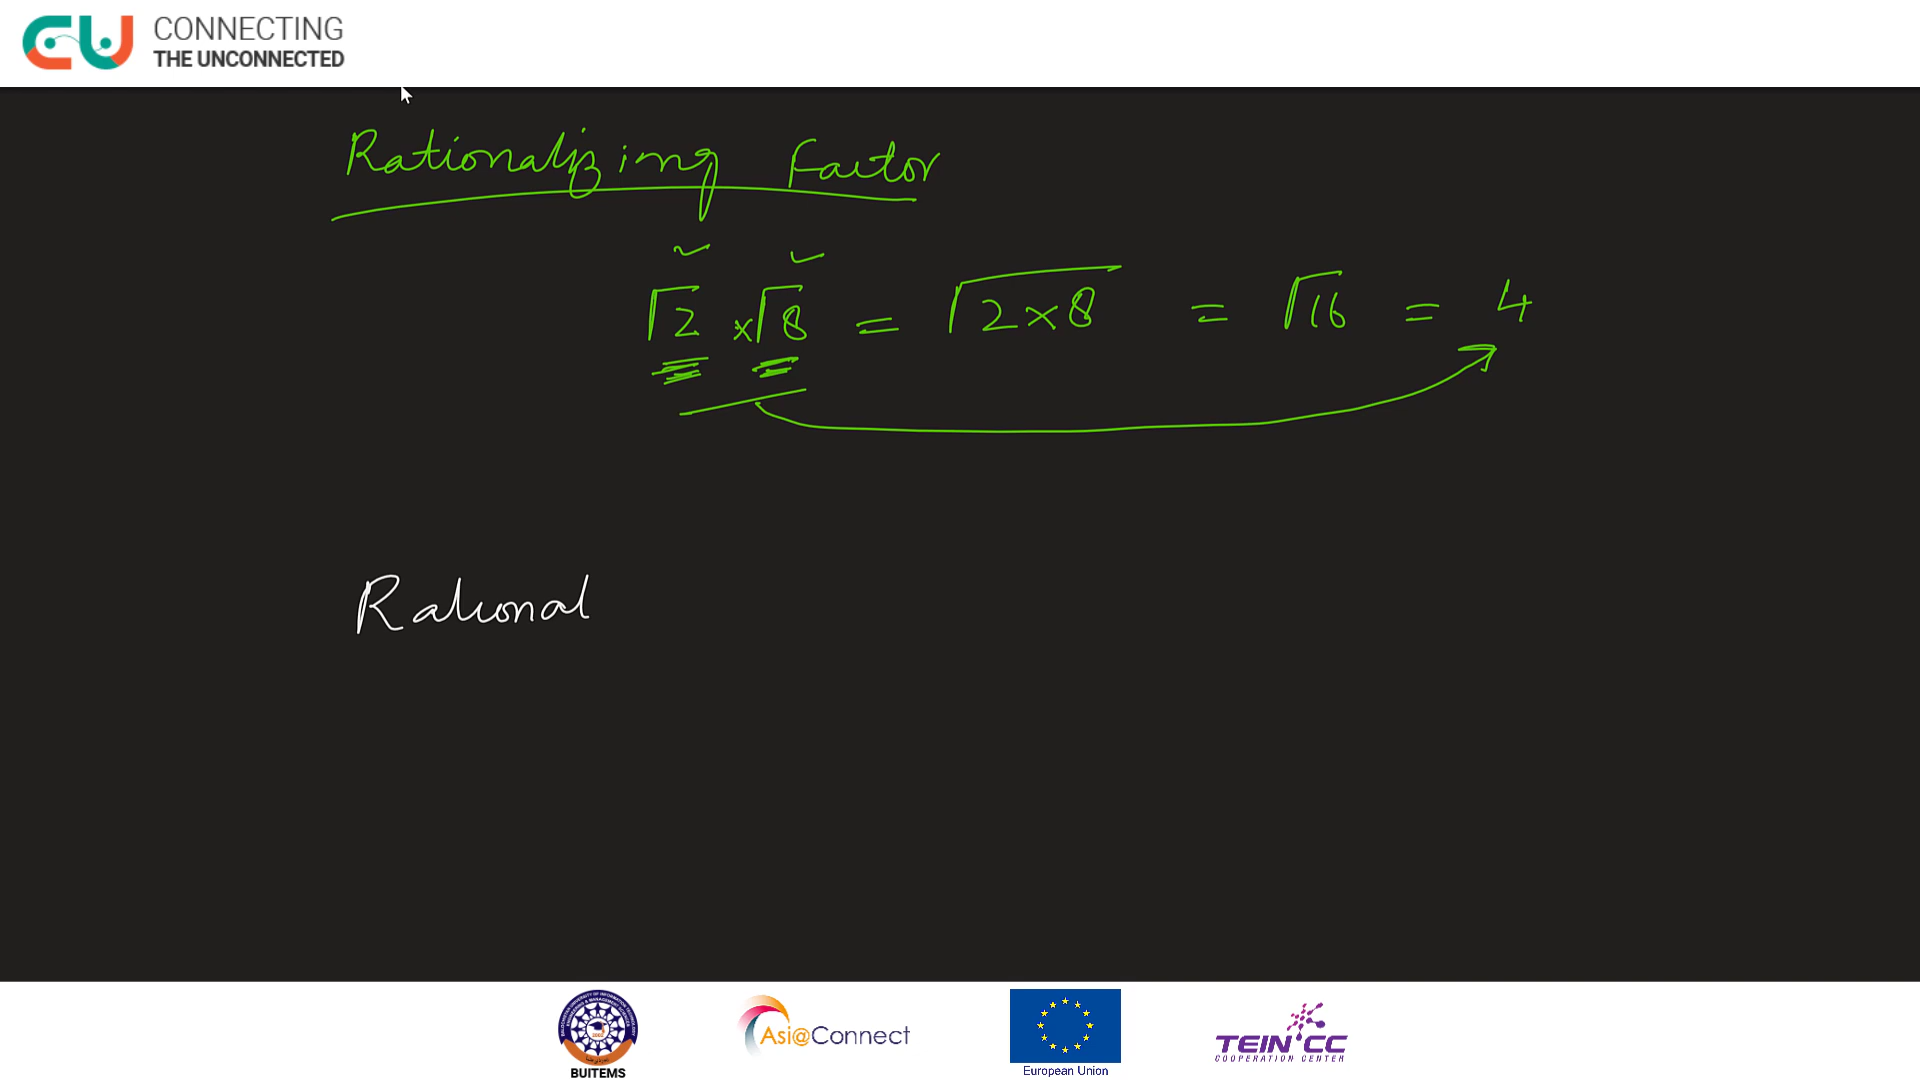 CONNECTING
THE UNCONNECTED
Rationalizing Factor
√2 × √8 = √2×8 = √16 = 4
Rational
BUITEMS
Asi@Connect
European Union
TEIN*CC
COOPERATION CENTER